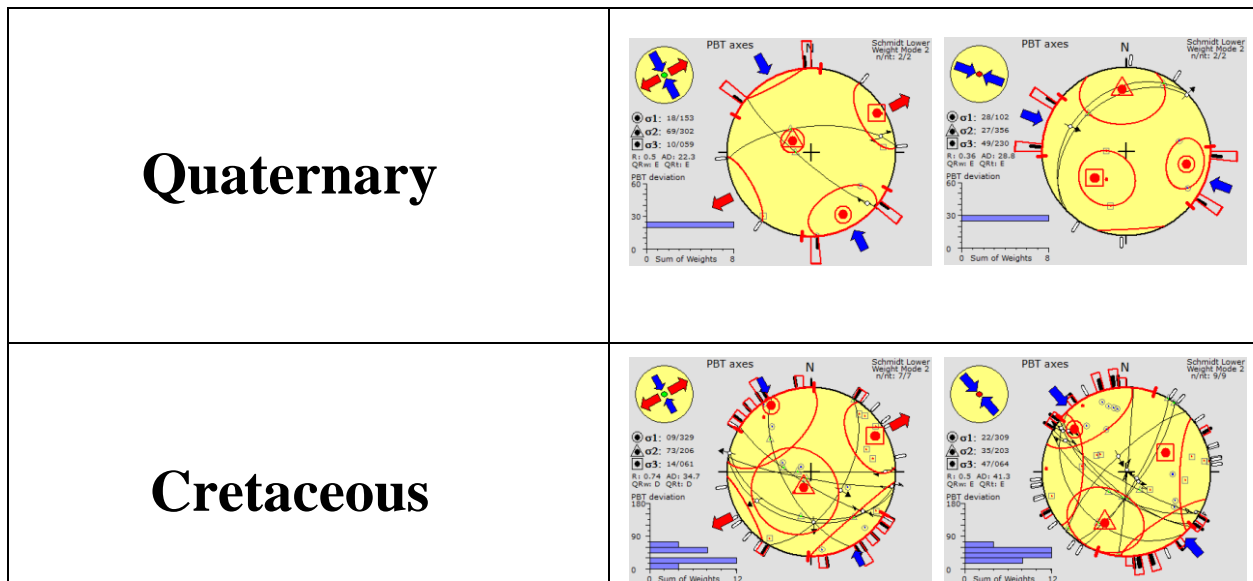 Quaternary
PBT axes
N
Schmidt Lower
Weight Mode 2
n/nt: 2/2
σ1: 18/153
σ2: 69/302
σ3: 10/059
R: 0.5 AD: 22.3
QRw: E QRt: E
PBT deviation
60
30
0
0 Sum of Weights 8
PBT axes
N
Schmidt Lower
Weight Mode 2
n/nt: 2/2
σ1: 28/102
σ2: 27/356
σ3: 49/230
R: 0.36 AD: 28.8
QRw: E QRt: E
PBT deviation
60
30
0
0 Sum of Weights 8
Cretaceous
PBT axes
N
Schmidt Lower
Weight Mode 2
n/nt: 7/7
σ1: 09/329
σ2: 73/206
σ3: 14/061
R: 0.74 AD: 34.7
QRw: D QRt: D
PBT deviation
180
90
0
0 Sum of Weights 12
PBT axes
N
Schmidt Lower
Weight Mode 2
n/nt: 9/9
σ1: 22/309
σ2: 35/203
σ3: 47/064
R: 0.5 AD: 41.3
QRw: D QRt: E
PBT deviation
180
90
0
0 Sum of Weights 12